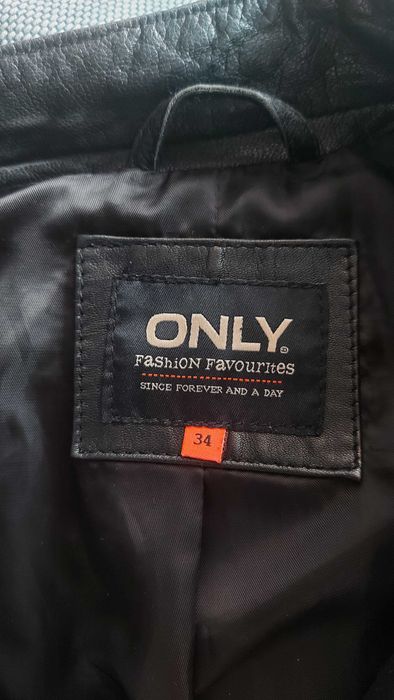 ONLY®
FashiON Favourites
SINCE FOREVER AND A DAY
34